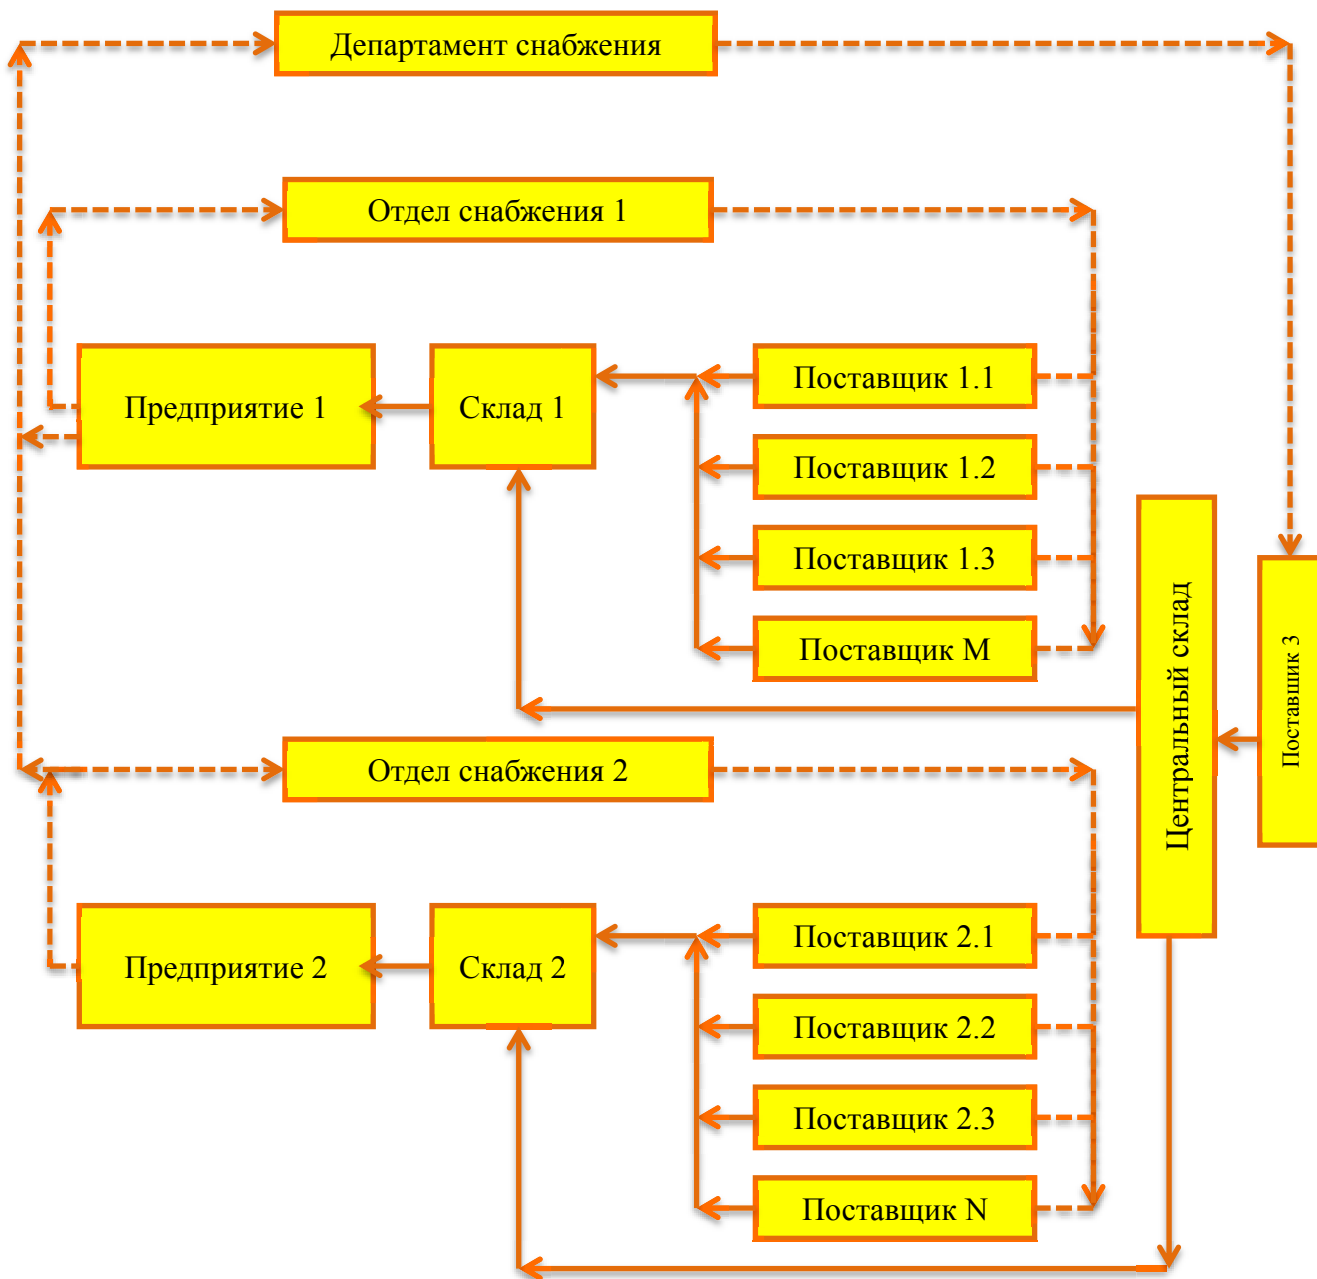 Департамент снабжения
Отдел снабжения 1
Предприятие 1
Склад 1
Поставщик 1.1
Поставщик 1.2
Поставщик 1.3
Поставщик M
Центральный склад
Поставшик 3
Отдел снабжения 2
Предприятие 2
Склад 2
Поставщик 2.1
Поставщик 2.2
Поставщик 2.3
Поставщик N